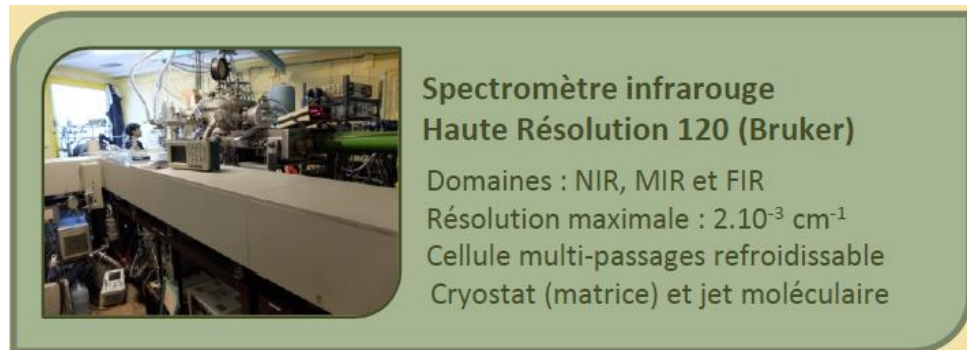 Spectromètre infrarouge
Haute Résolution 120 (Bruker)
Domaines : NIR, MIR et FIR
Résolution maximale : 2.10⁻³ cm⁻¹
Cellule multi-passages refroidissable
Cryostat (matrice) et jet moléculaire